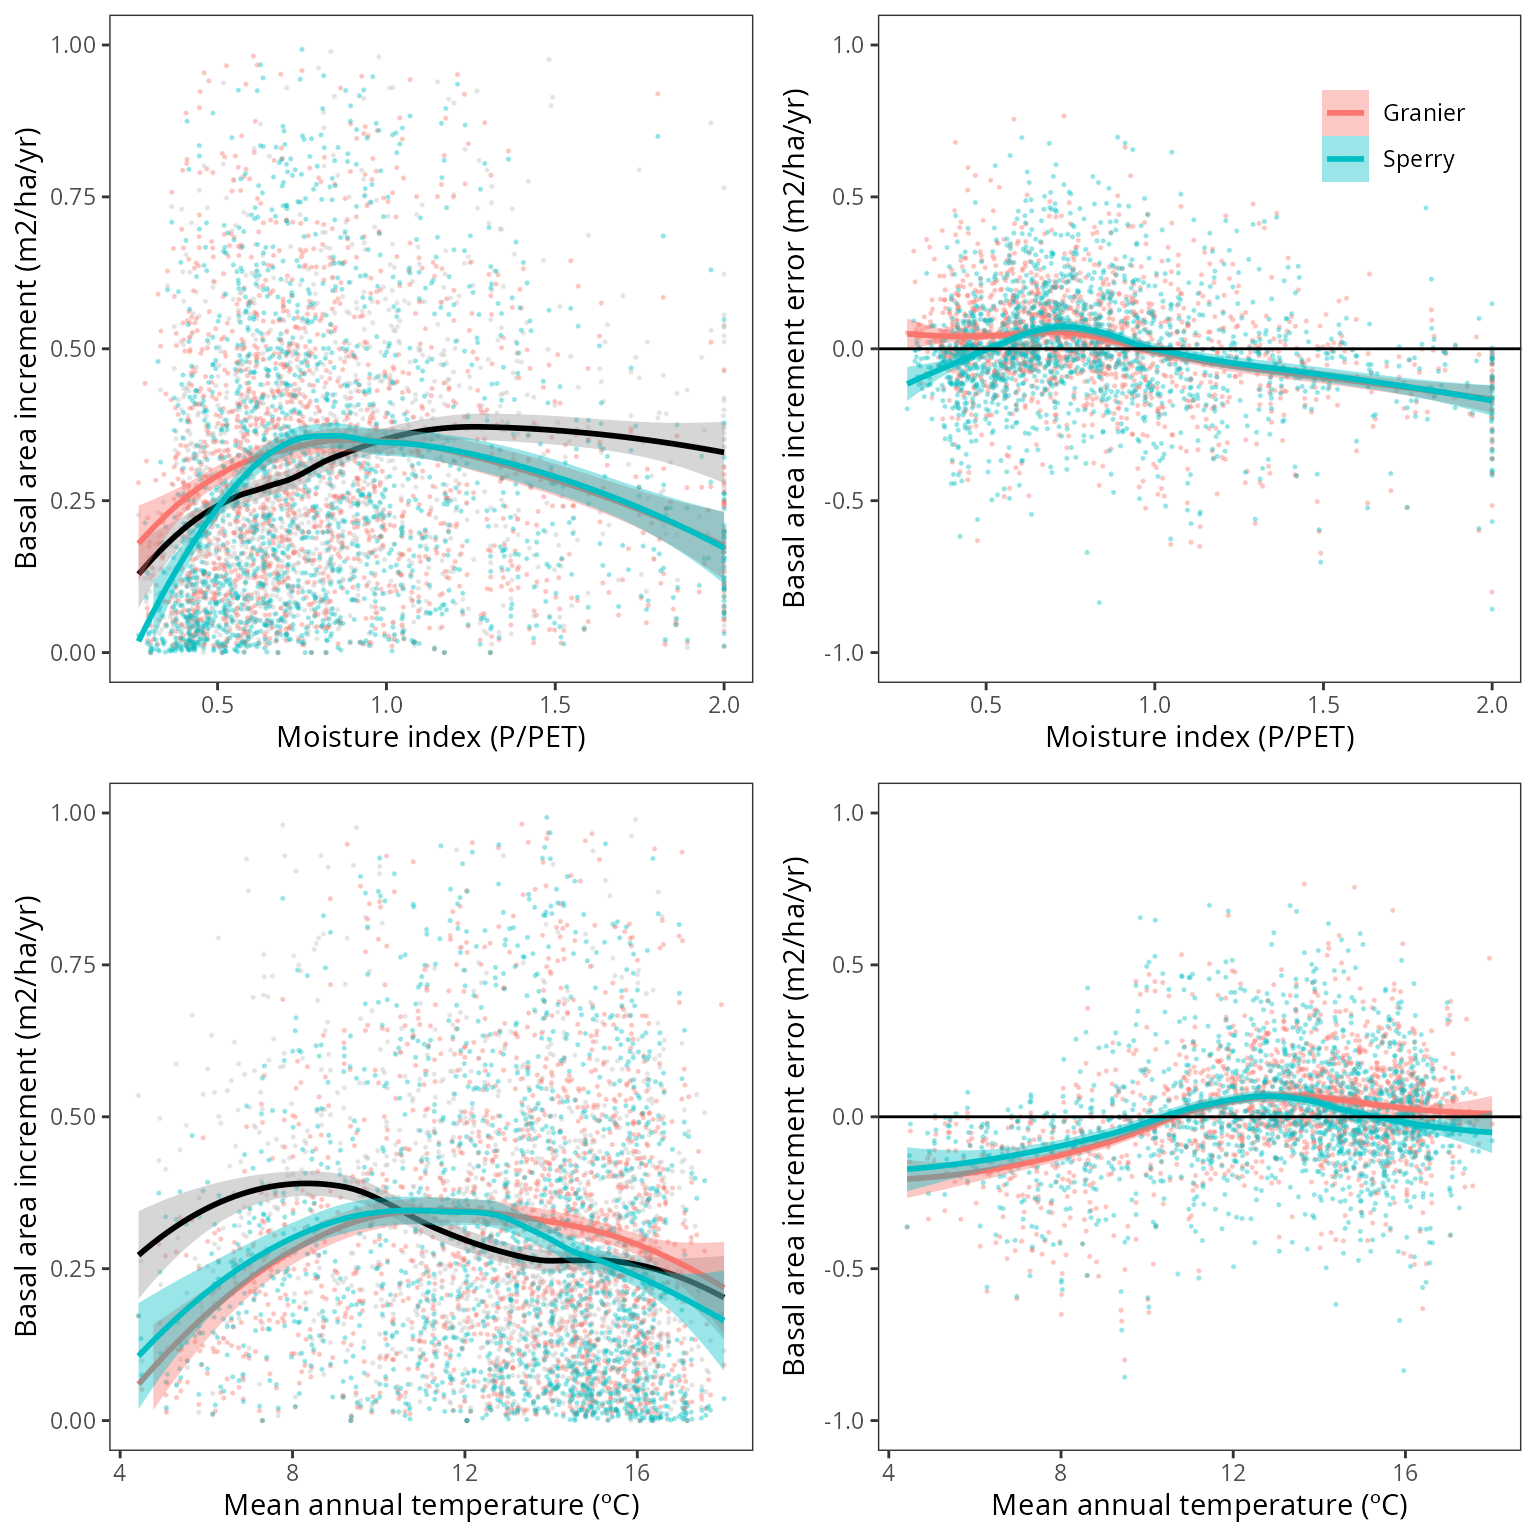 Basal area increment (m2/ha/yr)
1.00
0.75
0.50
0.25
0.00
0.5 1.0 1.5 2.0
Moisture index (P/PET)
Basal area increment error (m2/ha/yr)
1.0
0.5
0.0
-0.5
-1.0
Granier
Sperry
0.5 1.0 1.5 2.0
Moisture index (P/PET)
Basal area increment (m2/ha/yr)
1.00
0.75
0.50
0.25
0.00
4 8 12 16
Mean annual temperature (ºC)
Basal area increment error (m2/ha/yr)
1.0
0.5
0.0
-0.5
-1.0
4 8 12 16
Mean annual temperature (ºC)